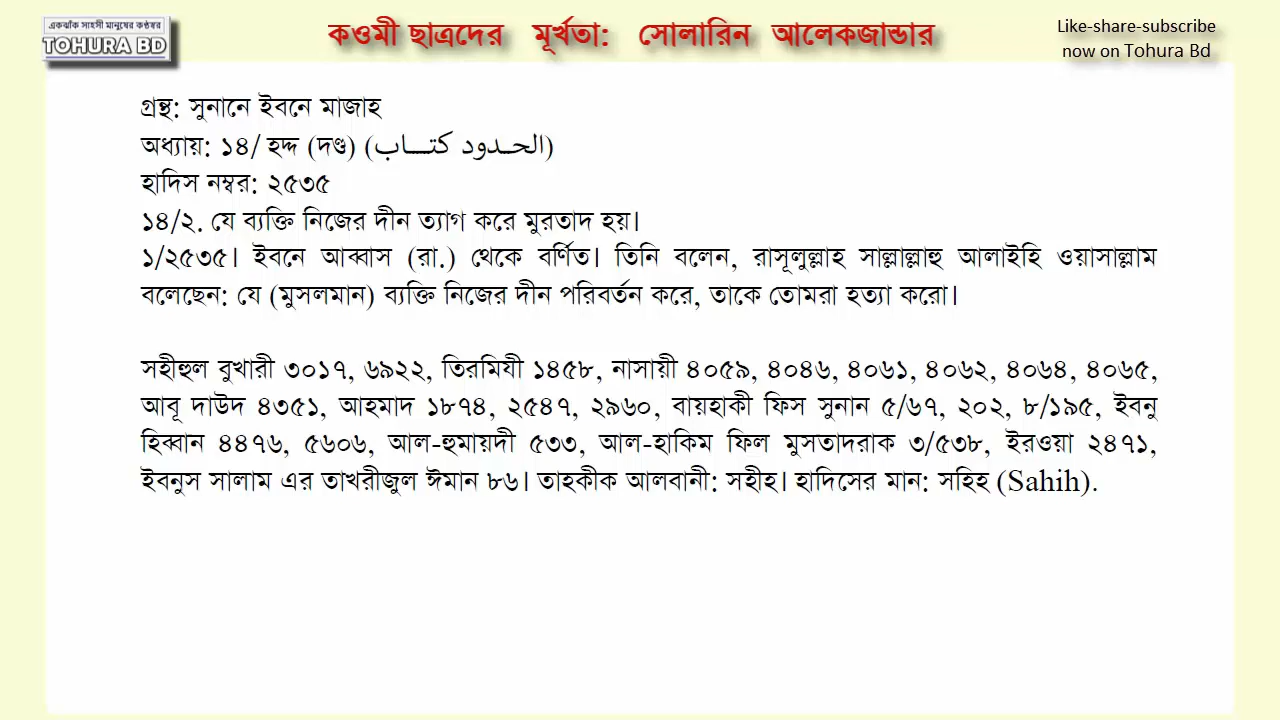 একঝাঁক সাহসী মানুষের কণ্ঠস্বর
TOHURA BD
কওমী ছাত্রদের মূর্খতা: সোলারিন আলেকজান্ডার
Like-share-subscribe
now on Tohura Bd
গ্রন্থ: সুনানে ইবনে মাজাহ
অধ্যায়: ১৪/ হদ্দ (দণ্ড) (كتـــاب الحـدود)
হাদিস নম্বর: ২৫৩৫
১৪/২. যে ব্যক্তি নিজের দীন ত্যাগ করে মুরতাদ হয়।
১/২৫৩৫। ইবনে আব্বাস (রা.) থেকে বর্ণিত। তিনি বলেন, রাসূলুল্লাহ সাল্লাল্লাহু আলাইহি ওয়াসাল্লাম
বলেছেন: যে (মুসলমান) ব্যক্তি নিজের দীন পরিবর্তন করে, তাকে তোমরা হত্যা করো।
সহীহুল বুখারী ৩০১৭, ৬৯২২, তিরমিযী ১৪৫৮, নাসায়ী ৪০৫৯, ৪০৪৬, ৪০৬১, ৪০৬২, ৪০৬৪, ৪০৬৫,
আবূ দাউদ ৪৩৫১, আহমাদ ১৮৭৪, ২৫৪৭, ২৯৬০, বায়হাকী ফিস সুনান ৫/৬৭, ২০২, ৮/১৯৫, ইবনু
হিব্বান ৪৪৭৬, ৫৬০৬, আল-হুমায়দী ৫৩৩, আল-হাকিম ফিল মুসতাদরাক ৩/৫৩৮, ইরওয়া ২৪৭১,
ইবনুস সালাম এর তাখরীজুল ঈমান ৮৬। তাহকীক আলবানী: সহীহ। হাদিসের মান: সহিহ (Sahih).